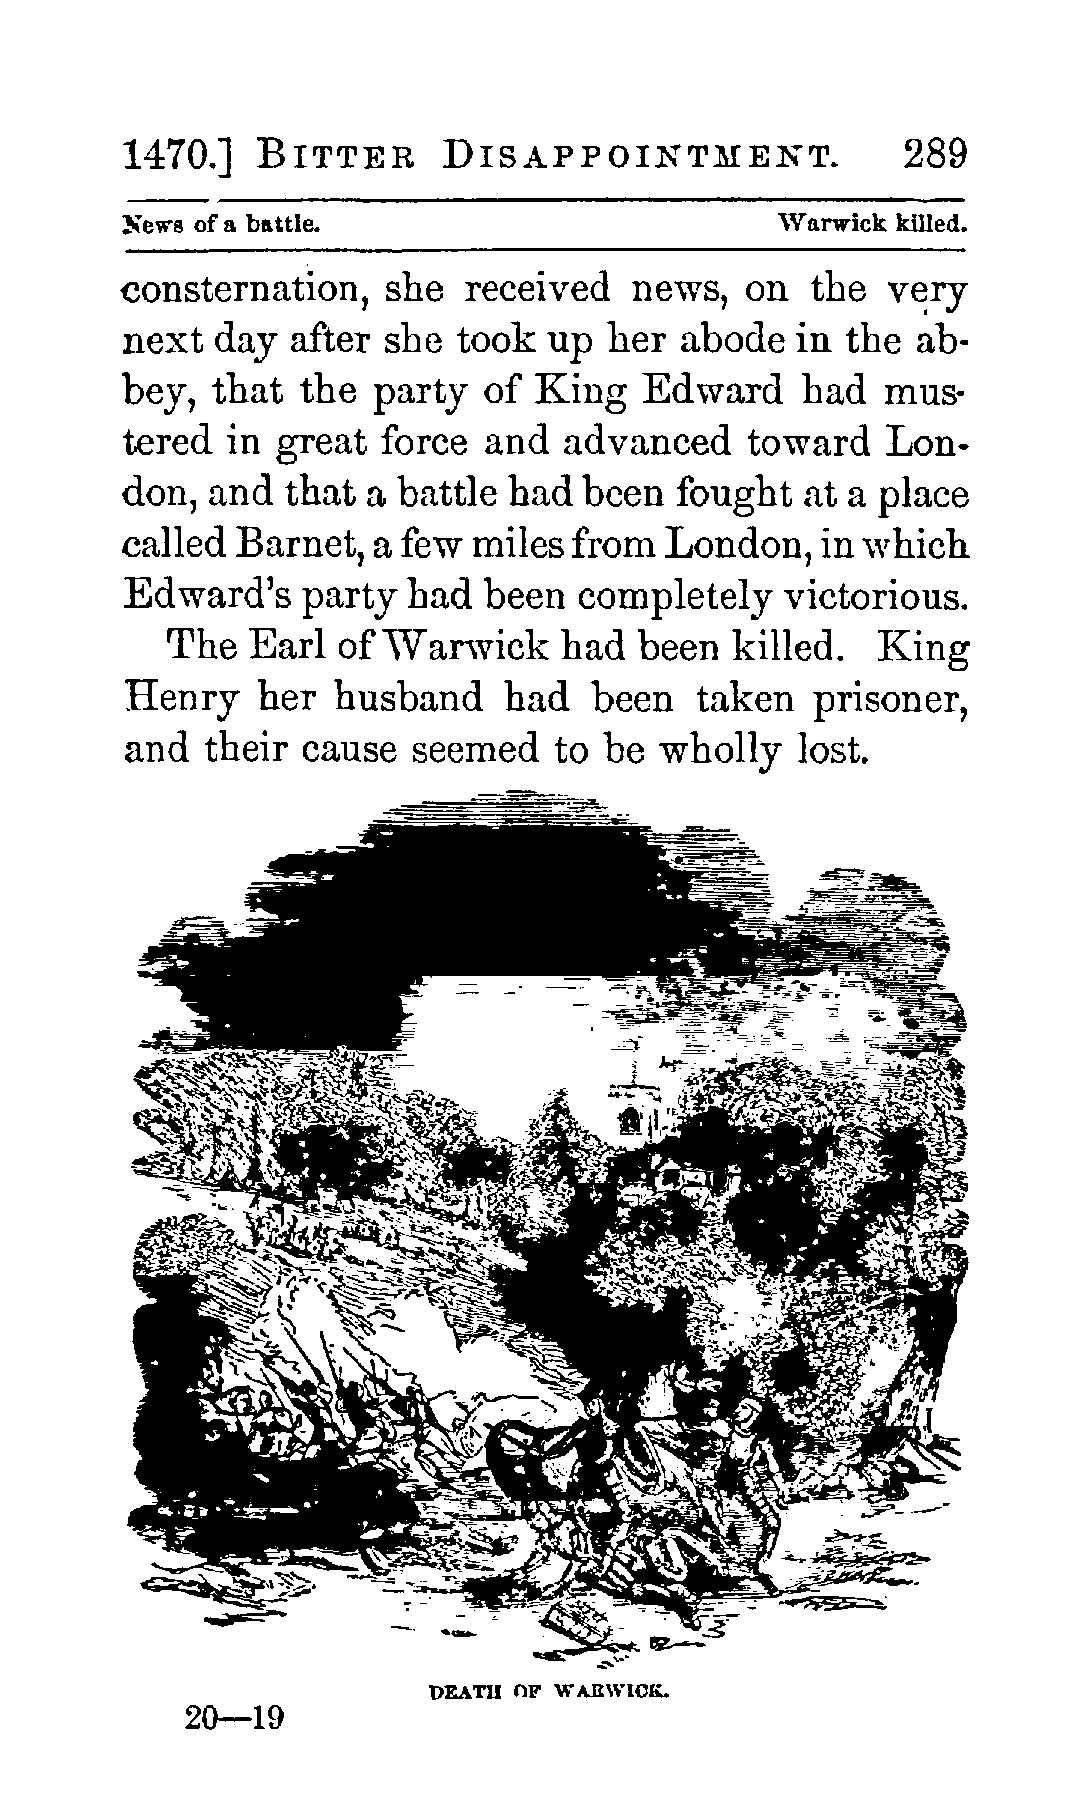 1470.] BITTER DISAPPOINTMENT. 289
News of a battle. Warwick killed.
consternation, she received news, on the very
next day after she took up her abode in the ab-
bey, that the party of King Edward had mus-
tered in great force and advanced toward Lon-
don, and that a battle had been fought at a place
called Barnet, a few miles from London, in which
Edward's party had been completely victorious.
The Earl of Warwick had been killed. King
Henry her husband had been taken prisoner,
and their cause seemed to be wholly lost.
DEATH OF WARWICK.
20—19